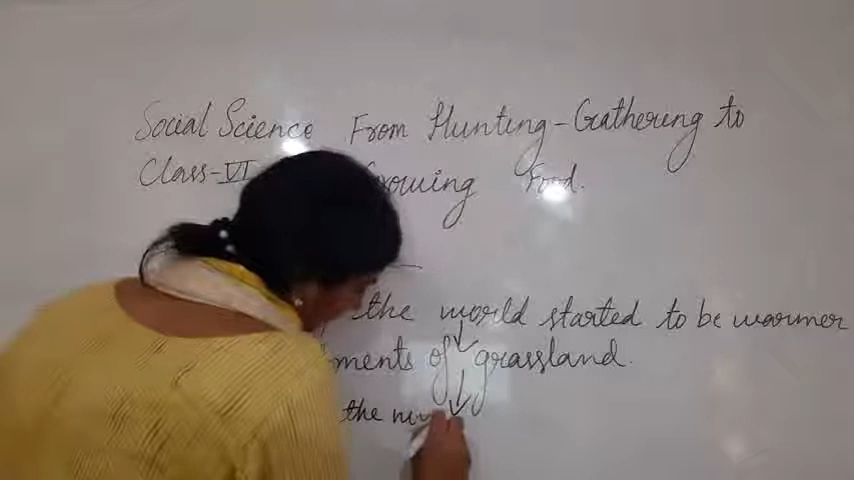 Social Science From Hunting-Gathering to
Class-VI Growing Food.
the world started to be warmer
ments of grassland.
the nu